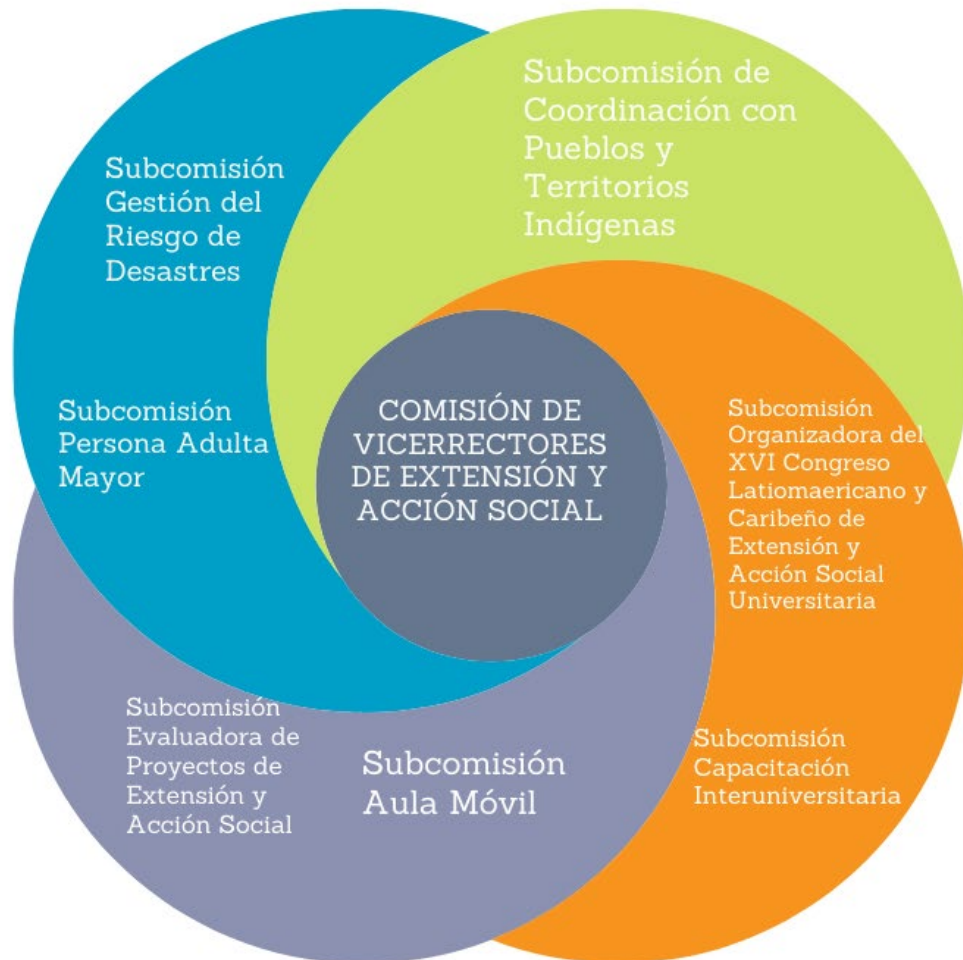 Subcomisión de
Coordinación con
Pueblos y
Territorios
Indígenas
Subcomisión
Gestión del
Riesgo de
Desastres
Subcomisión
Persona Adulta
Mayor
COMISIÓN DE
VICERRECTORES
DE EXTENSIÓN Y
ACCIÓN SOCIAL
Subcomisión
Organizadora del
XVI Congreso
Latiomaericano y
Caribeño de
Extensión y
Acción Social
Universitaria
Subcomisión
Evaluadora de
Proyectos de
Extensión y
Acción Social
Subcomisión
Aula Móvil
Subcomisión
Capacitación
Interuniversitaria